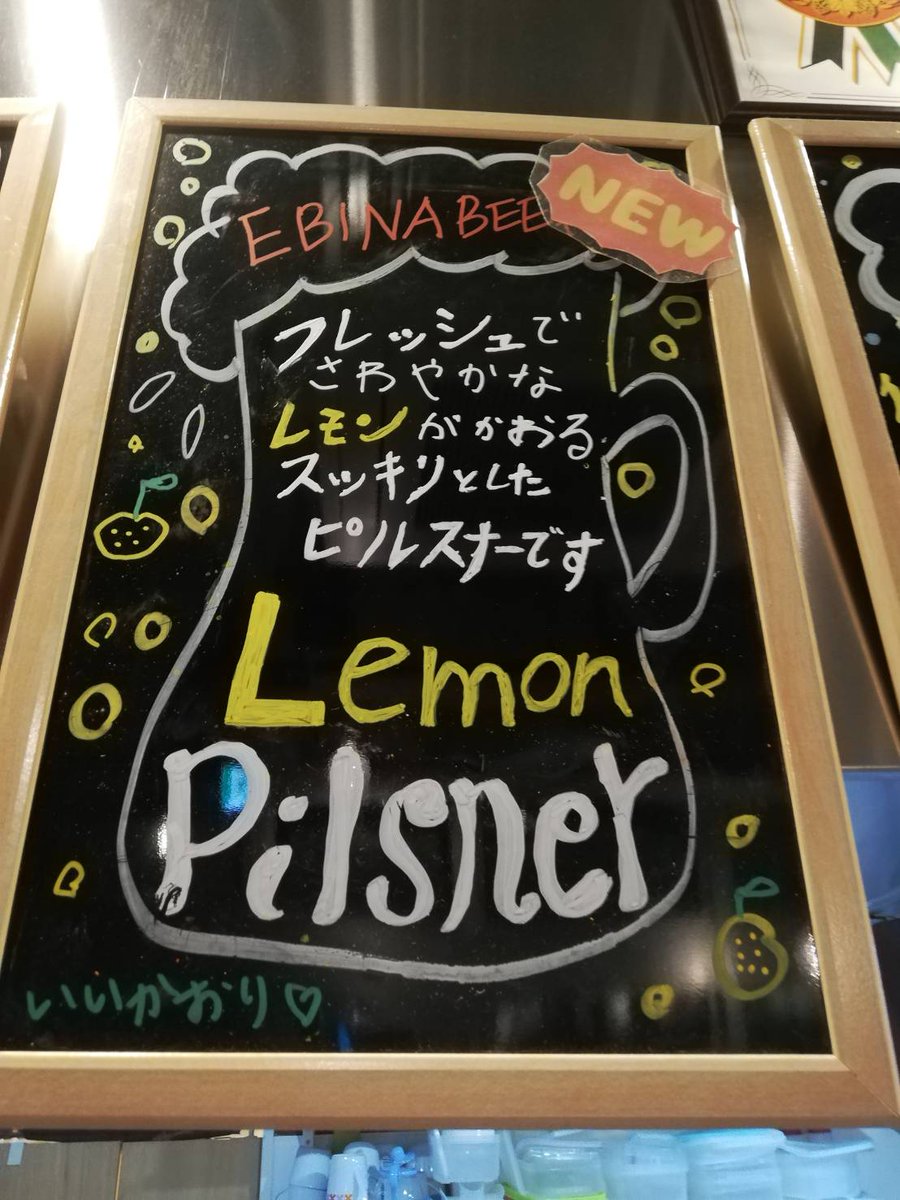 EBINA BEE
NEW
フレッシュで
さわやかな
レモンがかおる
スッキリとした
ピルスナーです
Lemon
Pilsner
いいかおり♡